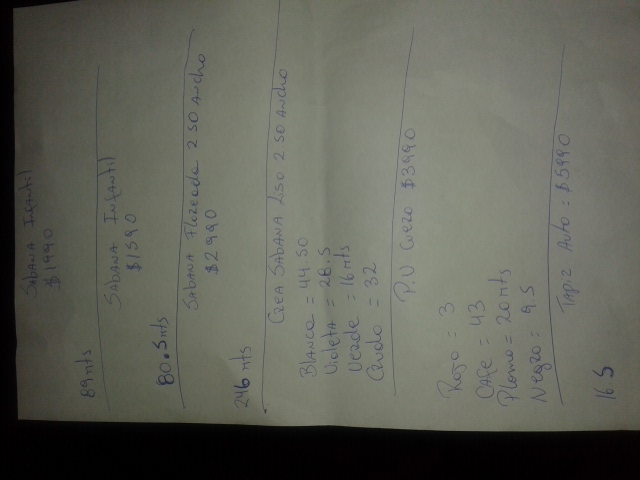 Sabana Infantil
$1990
89 mts
Sabana Infantil
$1590
80.5 mts
Sabana Floreada 2.50 ancho
$2990
246 mts
Crea Sabana Liso 2.50 ancho
Blanco = 44.50
Violeta = 28.5
Verde = 16 mts
Crudo = 32
P.U Cuero $3990
Rojo = 3
Cafe = 43
Plomo = 20 mts
Negro = 9 5
Tapiz Auto = $5990
16.5